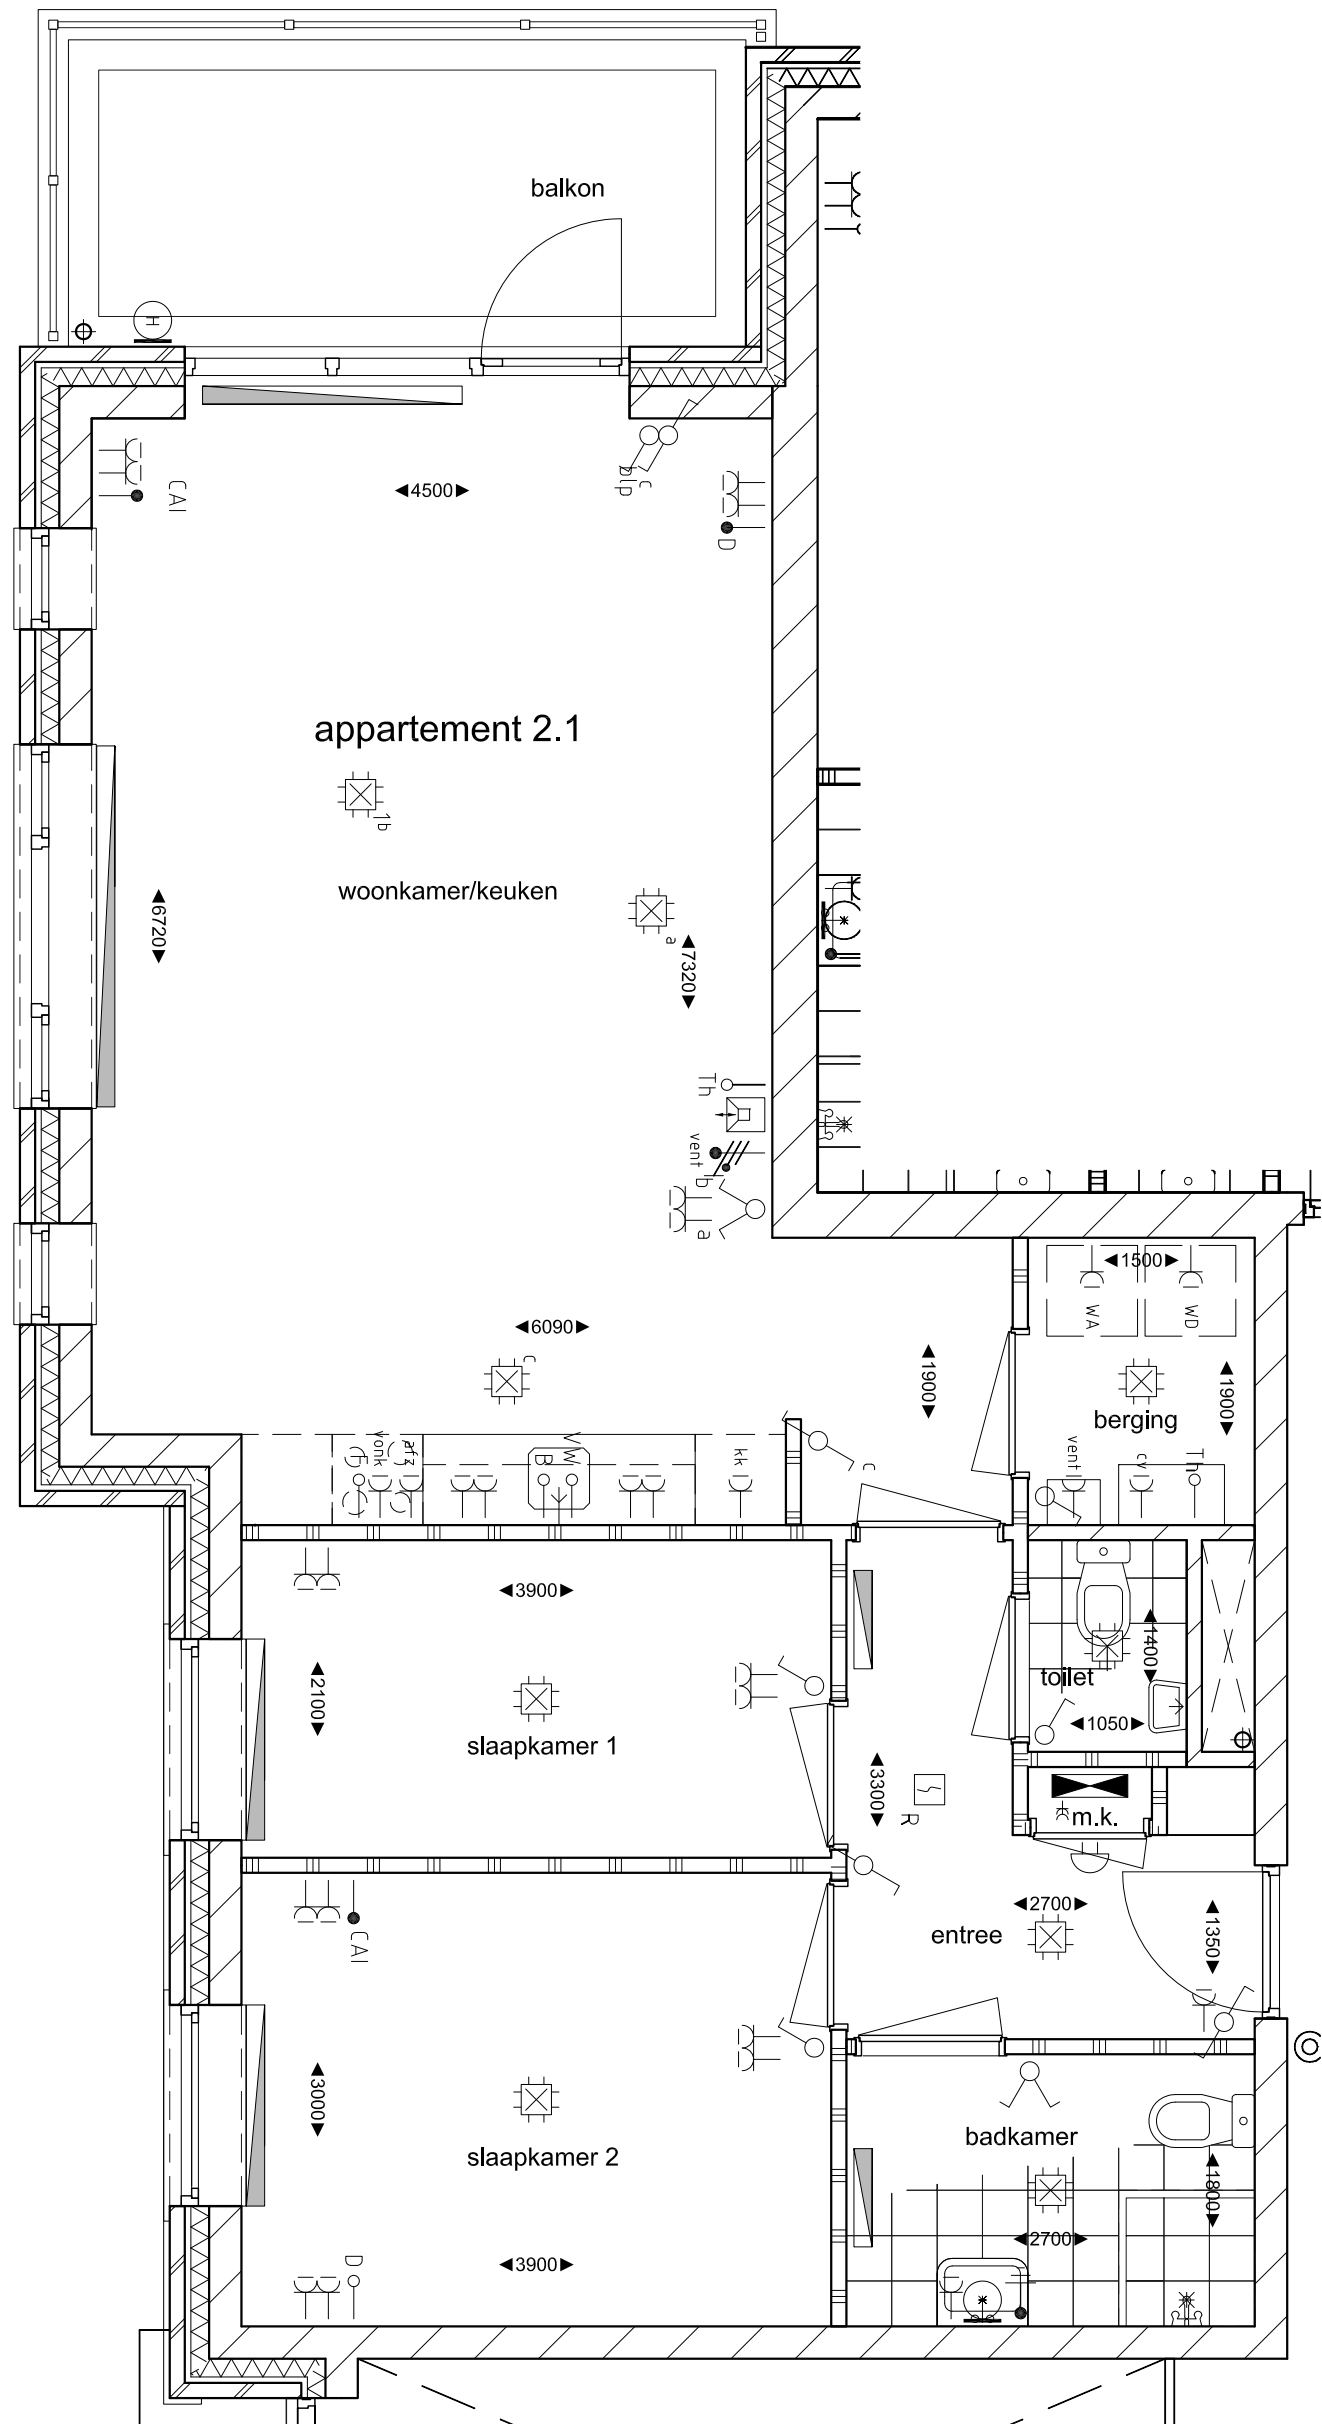 balkon
H
CAI
4500
blp
c
D
appartement 2.1
1b
woonkamer/keuken
a
6720
7320
Th
vent
b
a
6090
c
1500
WA
WD
1900
1900
berging
vonk
afz
F
V W
B
kk
c
vent
cv
Th
3900
2100
slaapkamer 1
1400
toilet
1050
3300
R
m.k.
CAI
entree
2700
1350
3000
slaapkamer 2
badkamer
1800
2700
D
3900